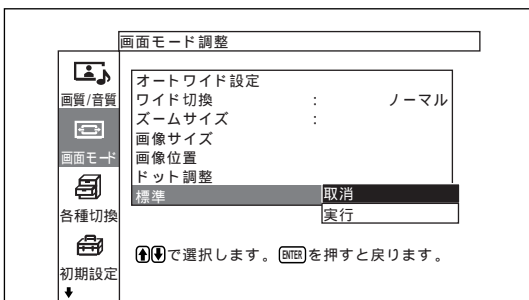 画面モード調整
画質/音質
画面モード
各種切換
初期設定
オートワイド設定
ワイド切換 : ノーマル
ズームサイズ :
画像サイズ
画像位置
ドット調整
標準 取消
実行
で選択します。ENTERを押すと戻ります。